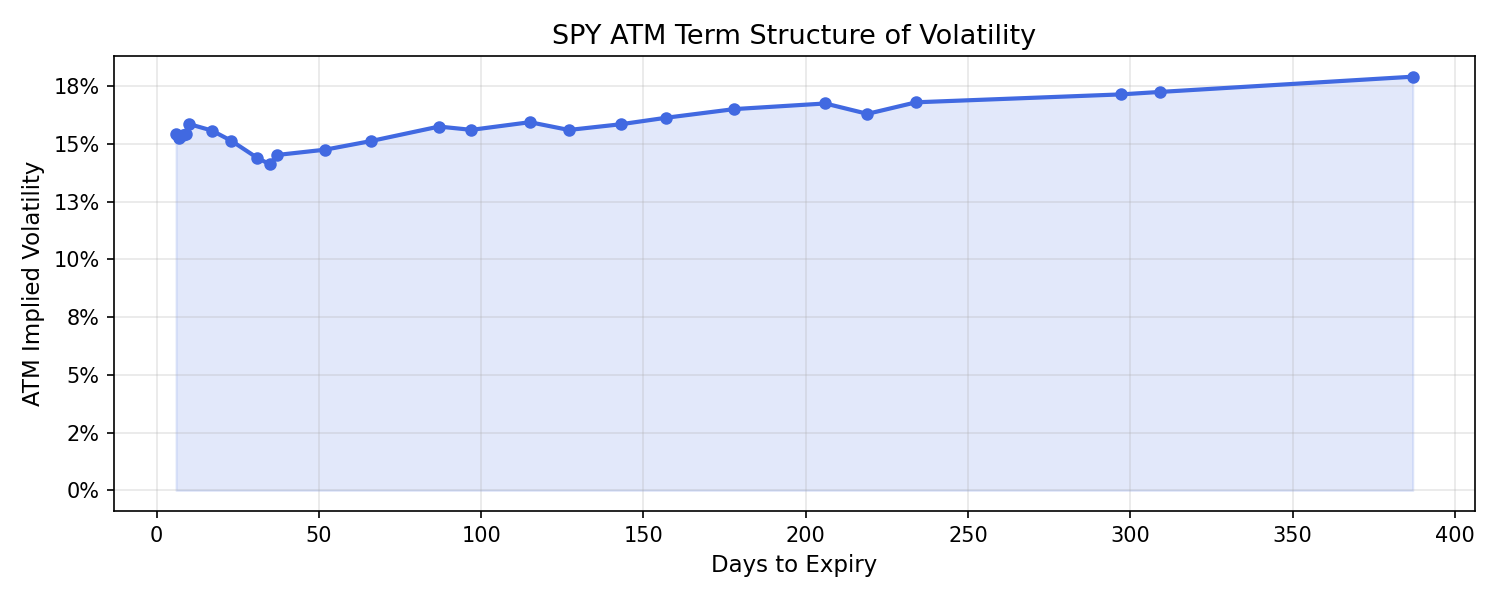 SPY ATM Term Structure of Volatility
18%
15%
13%
10%
8%
5%
2%
0%
ATM Implied Volatility
0 50 100 150 200 250 300 350 400
Days to Expiry